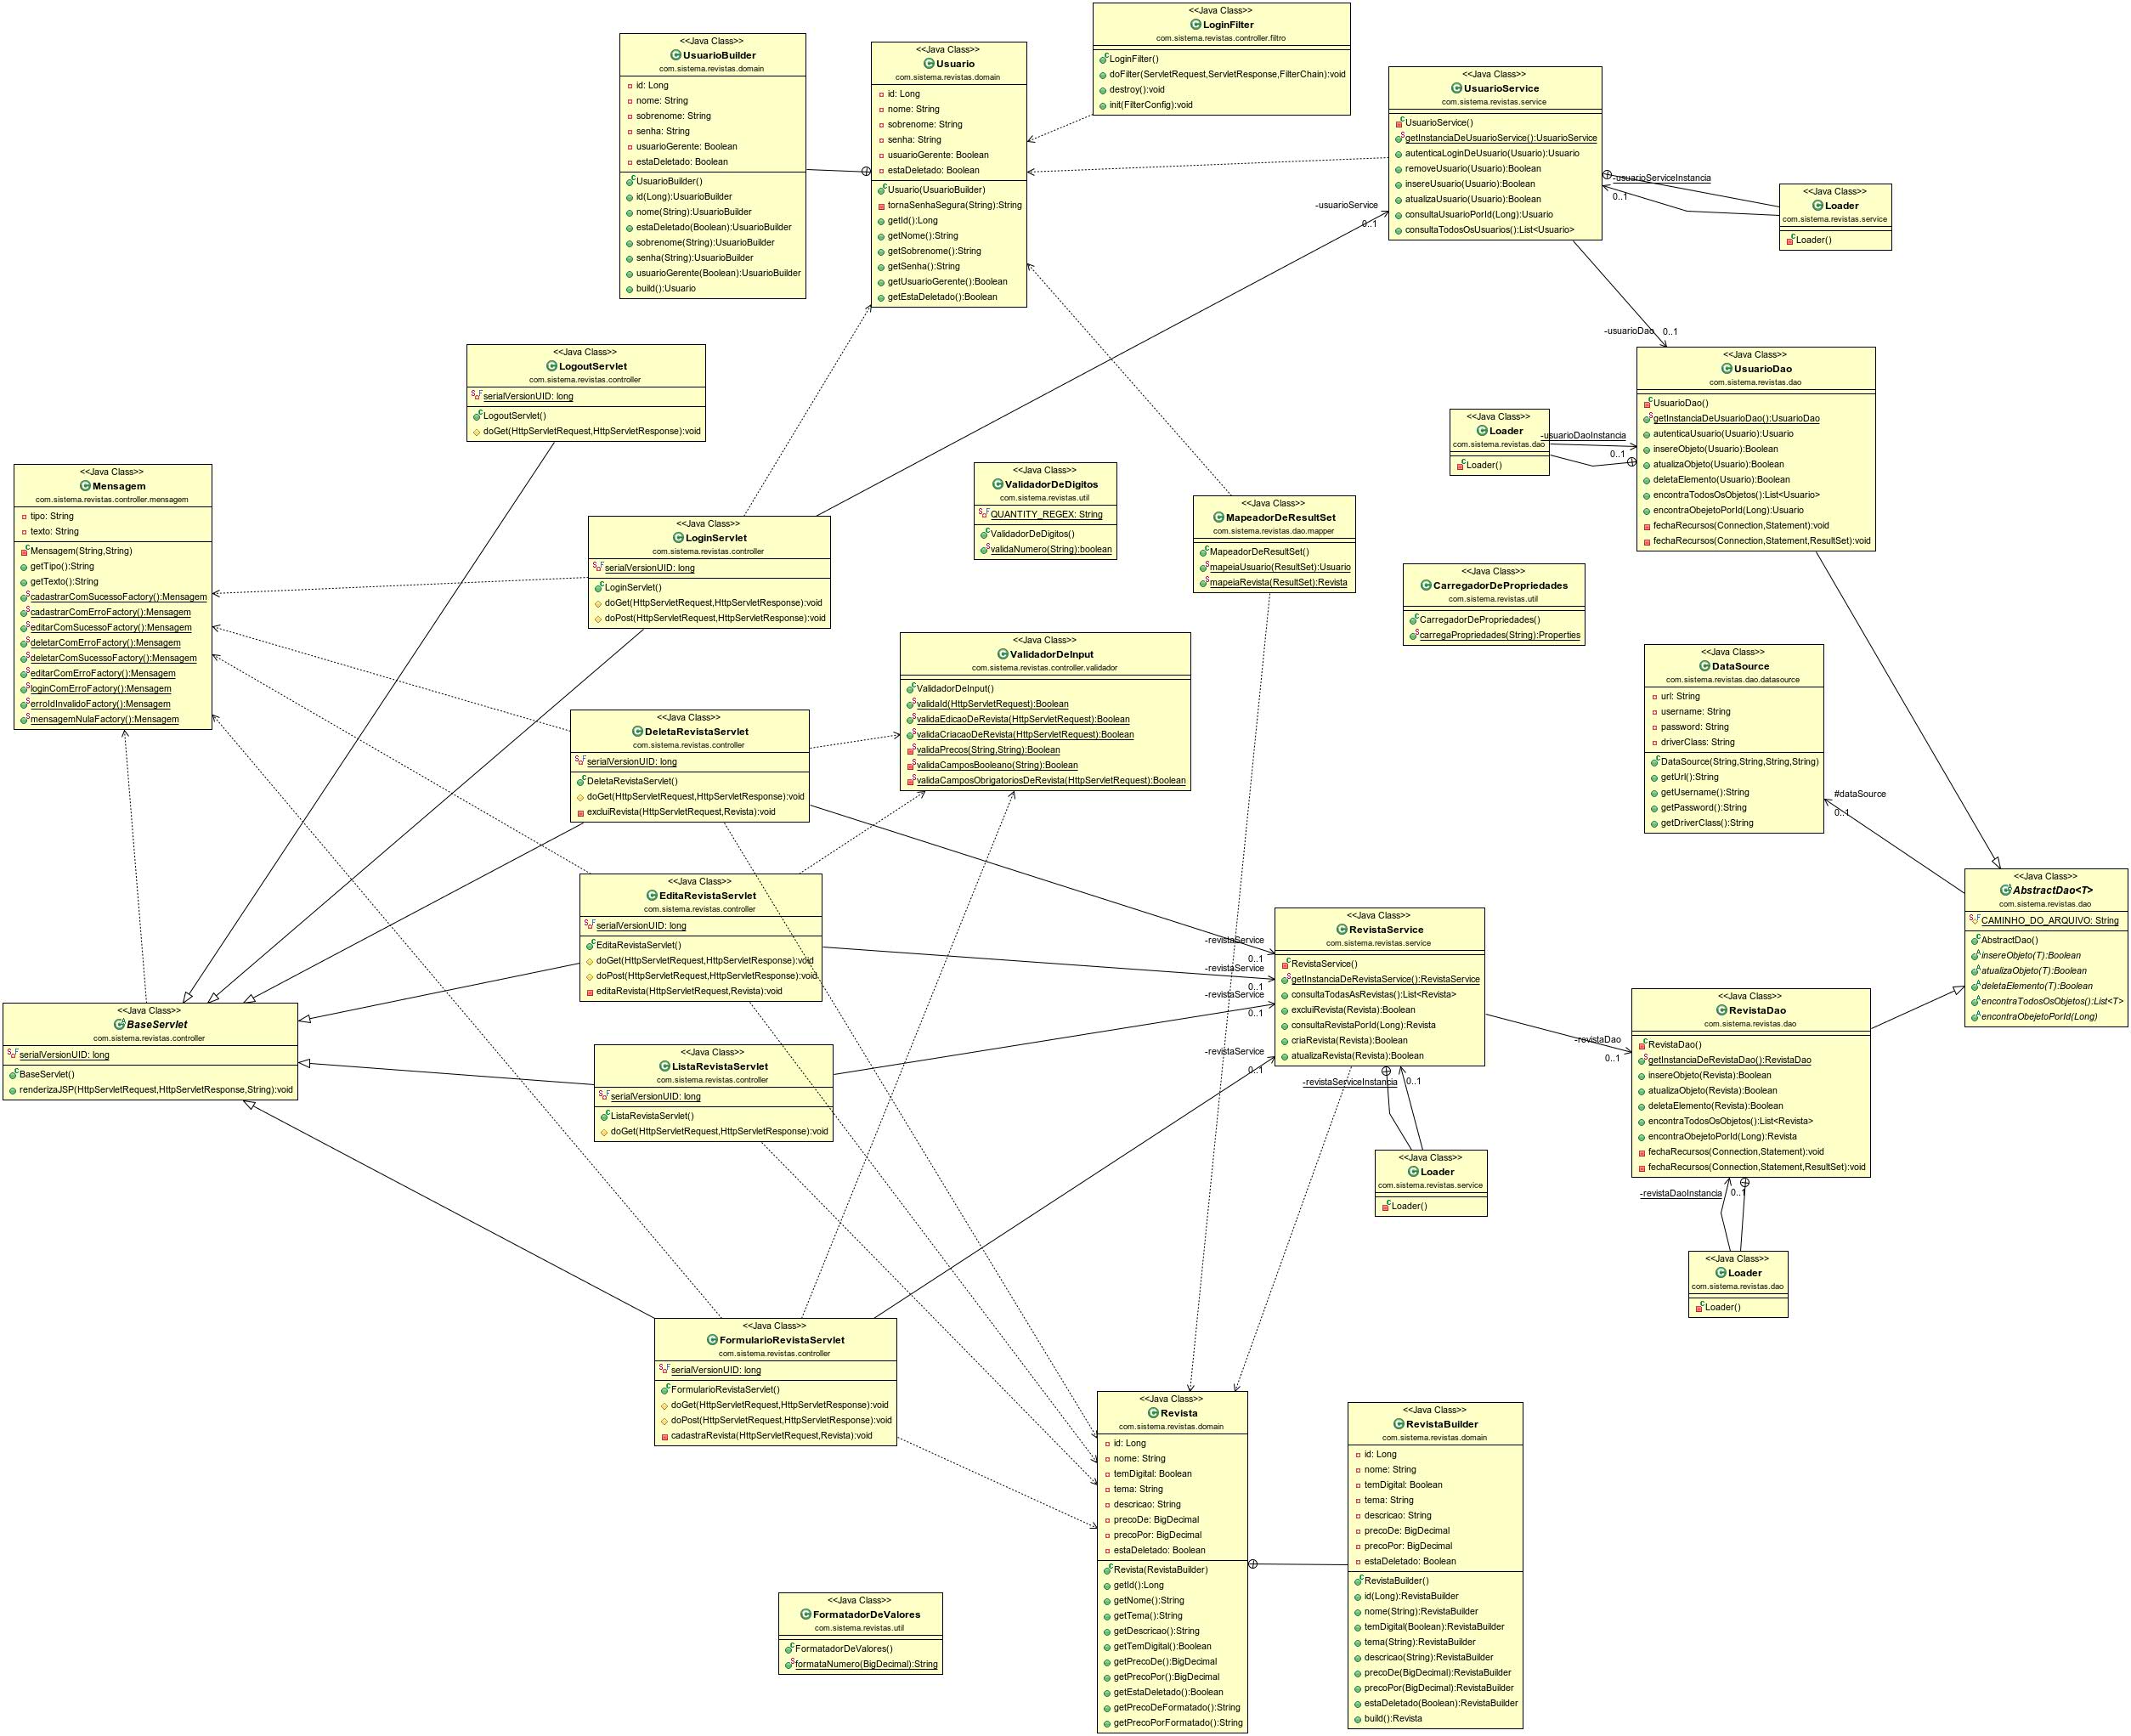 <<Java Class>>
LoginFilter
com.sistema.revistas.controller.filtro
LoginFilter()
doFilter(ServletRequest,ServletResponse,FilterChain):void
destroy():void
init(FilterConfig):void
<<Java Class>>
UsuarioBuilder
com.sistema.revistas.domain
id: Long
nome: String
sobrenome: String
senha: String
usuarioGerente: Boolean
estaDeletado: Boolean
UsuarioBuilder()
id(Long):UsuarioBuilder
nome(String):UsuarioBuilder
estaDeletado(Boolean):UsuarioBuilder
sobrenome(String):UsuarioBuilder
senha(String):UsuarioBuilder
usuarioGerente(Boolean):UsuarioBuilder
build():Usuario
<<Java Class>>
Usuario
com.sistema.revistas.domain
id: Long
nome: String
sobrenome: String
senha: String
usuarioGerente: Boolean
estaDeletado: Boolean
Usuario(UsuarioBuilder)
tornaSenhaSegura(String):String
getId():Long
getNome():String
getSobrenome():String
getSenha():String
getUsuarioGerente():Boolean
getEstaDeletado():Boolean
<<Java Class>>
UsuarioService
com.sistema.revistas.service
UsuarioService()
getInstanciaDeUsuarioService():UsuarioService
autenticaLoginDeUsuario(Usuario):Usuario
removeUsuario(Usuario):Boolean
insereUsuario(Usuario):Boolean
atualizaUsuario(Usuario):Boolean
consultaUsuarioPorId(Long):Usuario
consultaTodosOsUsuarios():List<Usuario>
-usuarioServiceInstancia
0..1
<<Java Class>>
Loader
com.sistema.revistas.service
Loader()
-usuarioService
0..1
-usuarioDao
0..1
<<Java Class>>
LogoutServlet
com.sistema.revistas.controller
serialVersionUID: long
LogoutServlet()
doGet(HttpServletRequest,HttpServletResponse):void
<<Java Class>>
UsuarioDao
com.sistema.revistas.dao
UsuarioDao()
getInstanciaDeUsuarioDao():UsuarioDao
autenticaUsuario(Usuario):Usuario
insereObjeto(Usuario):Boolean
atualizaObjeto(Usuario):Boolean
deletaElemento(Usuario):Boolean
encontraTodosOsObjetos():List<Usuario>
encontraObejetoPorId(Long):Usuario
fechaRecursos(Connection,Statement):void
fechaRecursos(Connection,Statement,ResultSet):void
<<Java Class>>
Loader
com.sistema.revistas.dao
Loader()
-usuarioDaoInstancia
0..1
<<Java Class>>
Mensagem
com.sistema.revistas.controller.mensagem
tipo: String
texto: String
Mensagem(String,String)
getTipo():String
getTexto():String
cadastrarComSucessoFactory():Mensagem
cadastrarComErroFactory():Mensagem
editarComSucessoFactory():Mensagem
deletarComErroFactory():Mensagem
deletarComSucessoFactory():Mensagem
editarComErroFactory():Mensagem
loginComErroFactory():Mensagem
erroIdInvalidoFactory():Mensagem
mensagemNulaFactory():Mensagem
<<Java Class>>
ValidadorDeDigitos
com.sistema.revistas.util
QUANTITY_REGEX: String
ValidadorDeDigitos()
validaNumero(String):boolean
<<Java Class>>
MapeadorDeResultSet
com.sistema.revistas.dao.mapper
MapeadorDeResultSet()
mapeiaUsuario(ResultSet):Usuario
mapeiaRevista(ResultSet):Revista
<<Java Class>>
LoginServlet
com.sistema.revistas.controller
serialVersionUID: long
LoginServlet()
doGet(HttpServletRequest,HttpServletResponse):void
doPost(HttpServletRequest,HttpServletResponse):void
<<Java Class>>
CarregadorDePropriedades
com.sistema.revistas.util
CarregadorDePropriedades()
carregaPropriedades(String):Properties
<<Java Class>>
ValidadorDeInput
com.sistema.revistas.controller.validador
ValidadorDeInput()
validaId(HttpServletRequest):Boolean
validaEdicaoDeRevista(HttpServletRequest):Boolean
validaCriacaoDeRevista(HttpServletRequest):Boolean
validaPrecos(String,String):Boolean
validaCamposBooleano(String):Boolean
validaCamposObrigatoriosDeRevista(HttpServletRequest):Boolean
<<Java Class>>
DataSource
com.sistema.revistas.dao.datasource
url: String
username: String
password: String
driverClass: String
DataSource(String,String,String,String)
getUrl():String
getUsername():String
getPassword():String
getDriverClass():String
#dataSource
0..1
<<Java Class>>
DeletaRevistaServlet
com.sistema.revistas.controller
serialVersionUID: long
DeletaRevistaServlet()
doGet(HttpServletRequest,HttpServletResponse):void
excluiRevista(HttpServletRequest,Revista):void
<<Java Class>>
AbstractDao<T>
com.sistema.revistas.dao
CAMINHO_DO_ARQUIVO: String
AbstractDao()
insereObjeto(T):Boolean
atualizaObjeto(T):Boolean
deletaElemento(T):Boolean
encontraTodosOsObjetos():List<T>
encontraObejetoPorId(Long)
<<Java Class>>
EditaRevistaServlet
com.sistema.revistas.controller
serialVersionUID: long
EditaRevistaServlet()
doGet(HttpServletRequest,HttpServletResponse):void
doPost(HttpServletRequest,HttpServletResponse):void
editaRevista(HttpServletRequest,Revista):void
-revistaService
0..1
-revistaService
0..1
-revistaService
0..1
-revistaService
0..1
<<Java Class>>
RevistaService
com.sistema.revistas.service
RevistaService()
getInstanciaDeRevistaService():RevistaService
consultaTodasAsRevistas():List<Revista>
excluiRevista(Revista):Boolean
consultaRevistaPorId(Long):Revista
criaRevista(Revista):Boolean
atualizaRevista(Revista):Boolean
-revistaServiceInstancia
0..1
-revistaDao
0..1
<<Java Class>>
RevistaDao
com.sistema.revistas.dao
RevistaDao()
getInstanciaDeRevistaDao():RevistaDao
insereObjeto(Revista):Boolean
atualizaObjeto(Revista):Boolean
deletaElemento(Revista):Boolean
encontraTodosOsObjetos():List<Revista>
encontraObejetoPorId(Long):Revista
fechaRecursos(Connection,Statement):void
fechaRecursos(Connection,Statement,ResultSet):void
-revistaDaoInstancia
0..1
<<Java Class>>
BaseServlet
com.sistema.revistas.controller
serialVersionUID: long
BaseServlet()
renderizaJSP(HttpServletRequest,HttpServletResponse,String):void
<<Java Class>>
ListaRevistaServlet
com.sistema.revistas.controller
serialVersionUID: long
ListaRevistaServlet()
doGet(HttpServletRequest,HttpServletResponse):void
<<Java Class>>
Loader
com.sistema.revistas.service
Loader()
<<Java Class>>
Loader
com.sistema.revistas.dao
Loader()
<<Java Class>>
FormularioRevistaServlet
com.sistema.revistas.controller
serialVersionUID: long
FormularioRevistaServlet()
doGet(HttpServletRequest,HttpServletResponse):void
doPost(HttpServletRequest,HttpServletResponse):void
cadastraRevista(HttpServletRequest,Revista):void
<<Java Class>>
Revista
com.sistema.revistas.domain
id: Long
nome: String
temDigital: Boolean
tema: String
descricao: String
precoDe: BigDecimal
precoPor: BigDecimal
estaDeletado: Boolean
Revista(RevistaBuilder)
getId():Long
getNome():String
getTema():String
getDescricao():String
getTemDigital():Boolean
getPrecoDe():BigDecimal
getPrecoPor():BigDecimal
getEstaDeletado():Boolean
getPrecoDeFormatado():String
getPrecoPorFormatado():String
<<Java Class>>
RevistaBuilder
com.sistema.revistas.domain
id: Long
nome: String
temDigital: Boolean
tema: String
descricao: String
precoDe: BigDecimal
precoPor: BigDecimal
estaDeletado: Boolean
RevistaBuilder()
id(Long):RevistaBuilder
nome(String):RevistaBuilder
temDigital(Boolean):RevistaBuilder
tema(String):RevistaBuilder
descricao(String):RevistaBuilder
precoDe(BigDecimal):RevistaBuilder
precoPor(BigDecimal):RevistaBuilder
estaDeletado(Boolean):RevistaBuilder
build():Revista
<<Java Class>>
FormatadorDeValores
com.sistema.revistas.util
FormatadorDeValores()
formataNumero(BigDecimal):String